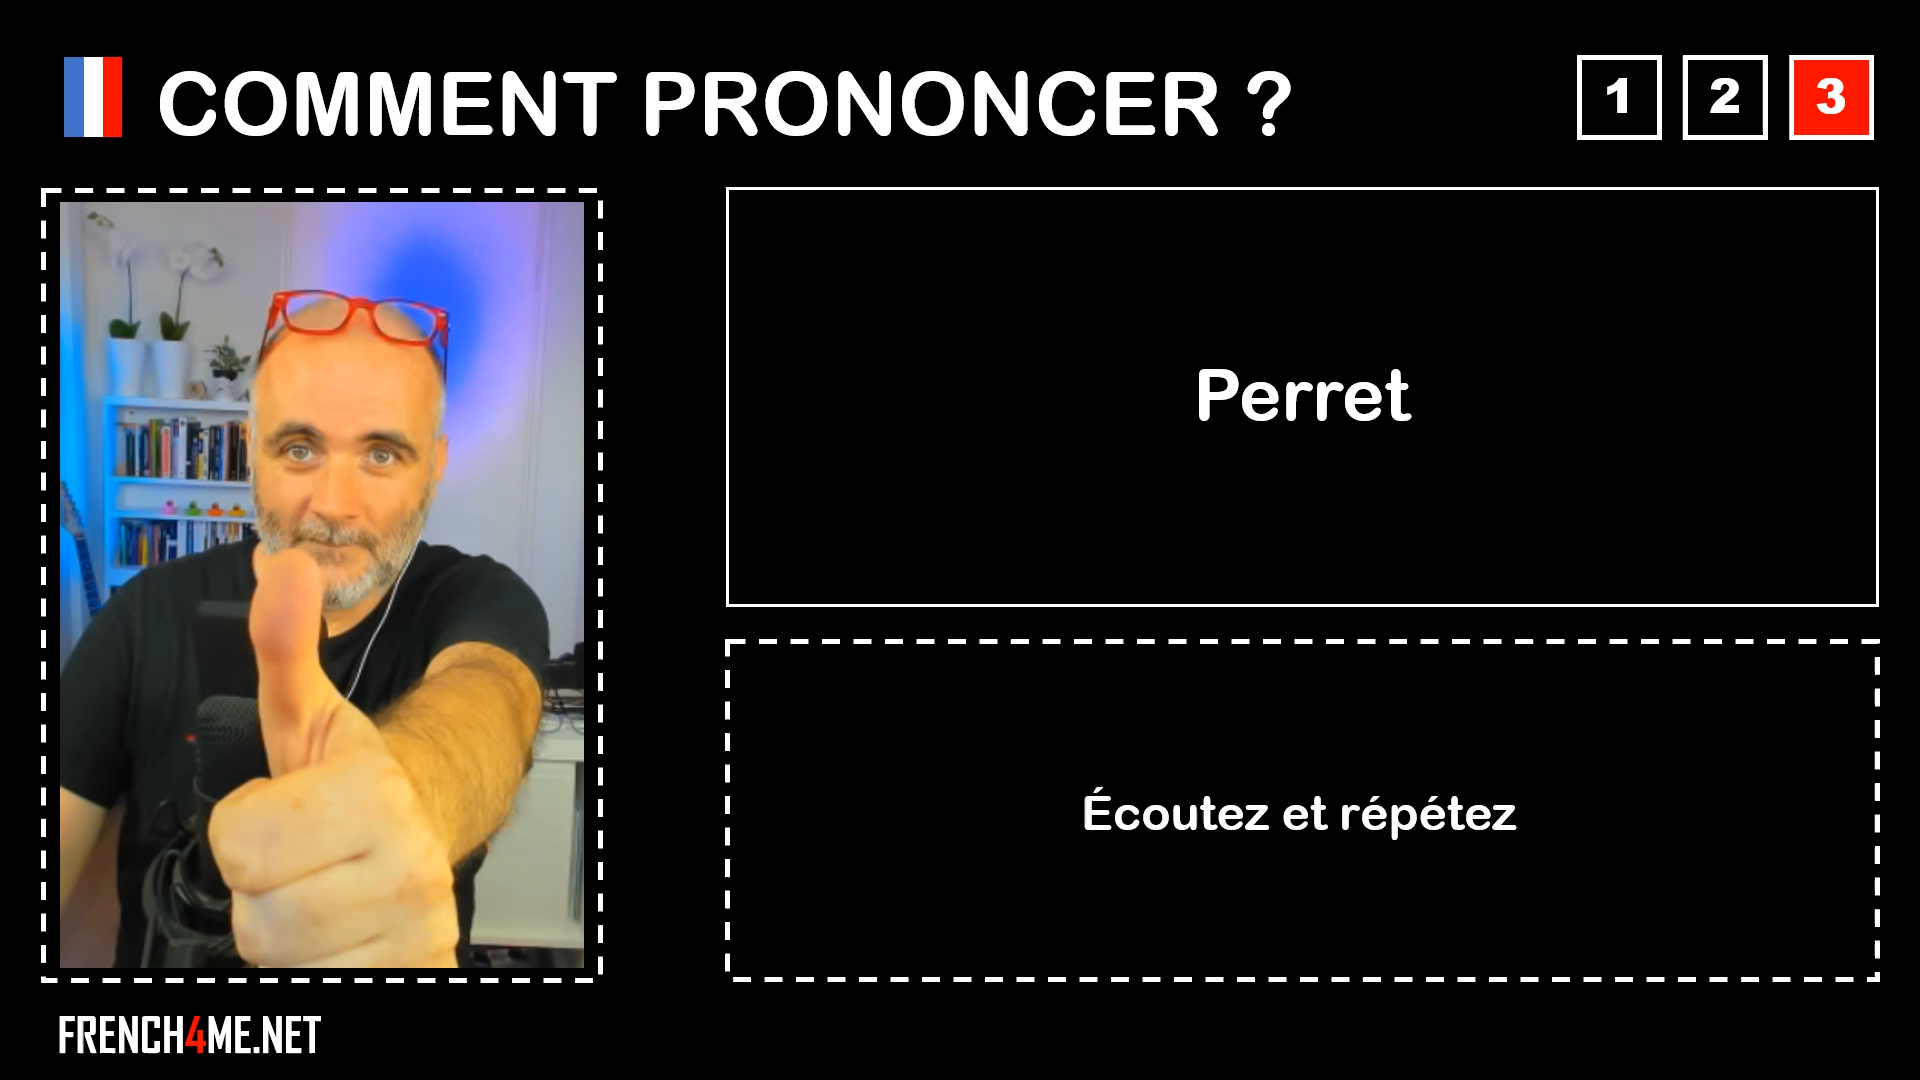 COMMENT PRONONCER ?
1 2 3
Perret
Écoutez et répétez
FRENCH4ME.NET